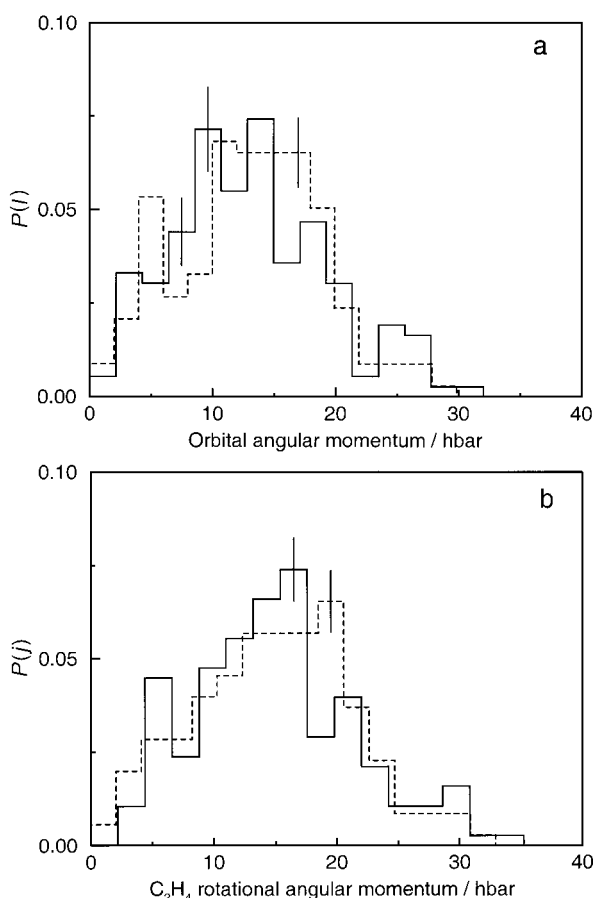 0.10
a
P(l)
0.05
0.00
0
10
20
30
40
Orbital angular momentum / hbar
0.10
b
P(j)
0.05
0.00
0
10
20
30
40
C₂H₄ rotational angular momentum / hbar